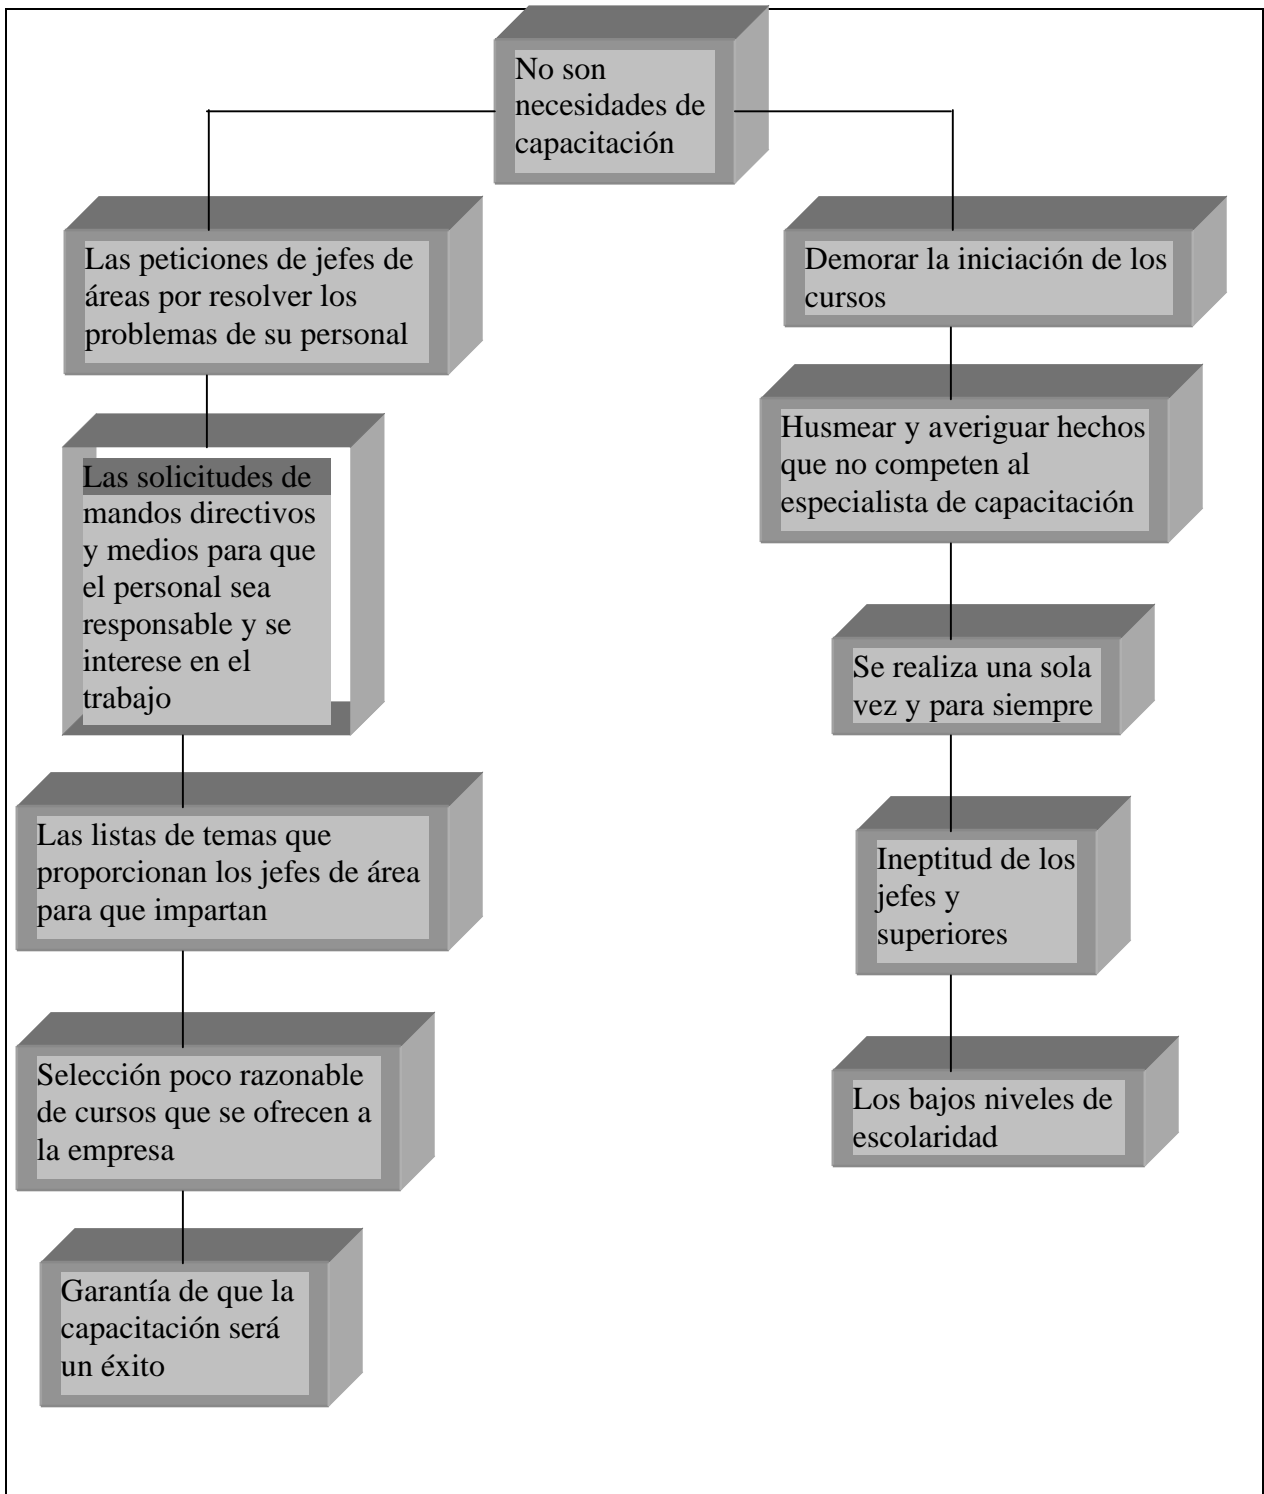 No son
necesidades de
capacitación
Las peticiones de jefes de
áreas por resolver los
problemas de su personal
Las solicitudes de
mandos directivos
y medios para que
el personal sea
responsable y se
interese en el
trabajo
Las listas de temas que
proporcionan los jefes de área
para que impartan
Selección poco razonable
de cursos que se ofrecen a
la empresa
Garantía de que la
capacitación será
un éxito
Demorar la iniciación de los
cursos
Husmear y averiguar hechos
que no competen al
especialista de capacitación
Se realiza una sola
vez y para siempre
Ineptitud de los
jefes y
superiores
Los bajos niveles de
escolaridad